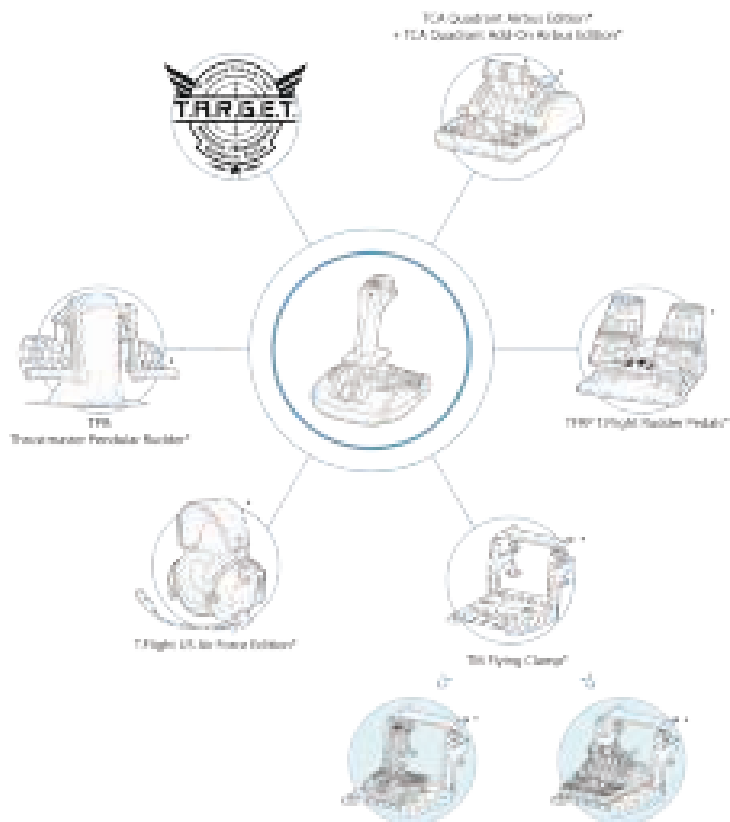 TCA Quadrant Airbus Edition*
+ TCA Quadrant Add-On Airbus Edition*
T.A.R.G.E.T
TPR
Thrustmaster Pendular Rudder*
T.Flight Rudder Pedals*
T.Flight US Air Force Edition*
TM Flying Clamp*